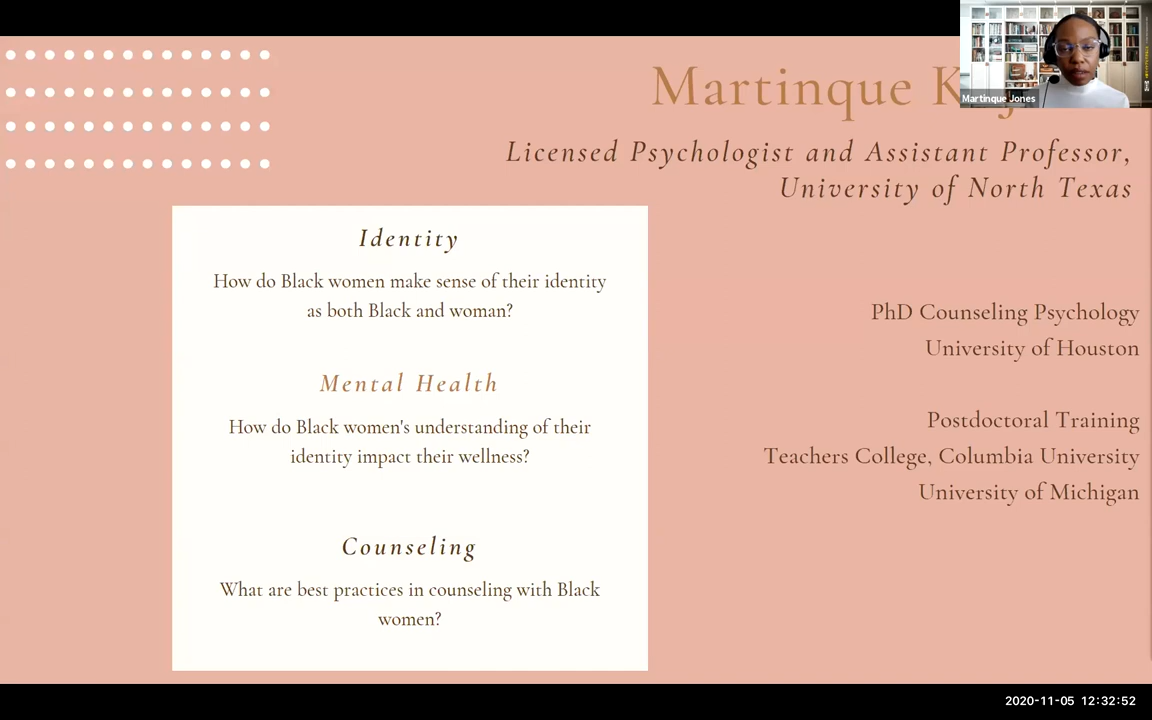 Martinque K
Martinque Jones
Licensed Psychologist and Assistant Professor,
University of North Texas
Identity
How do Black women make sense of their identity
as both Black and woman?
Mental Health
How do Black women's understanding of their
identity impact their wellness?
Counseling
What are best practices in counseling with Black
women?
PhD Counseling Psychology
University of Houston
Postdoctoral Training
Teachers College, Columbia University
University of Michigan
2020-11-05 12:32:52